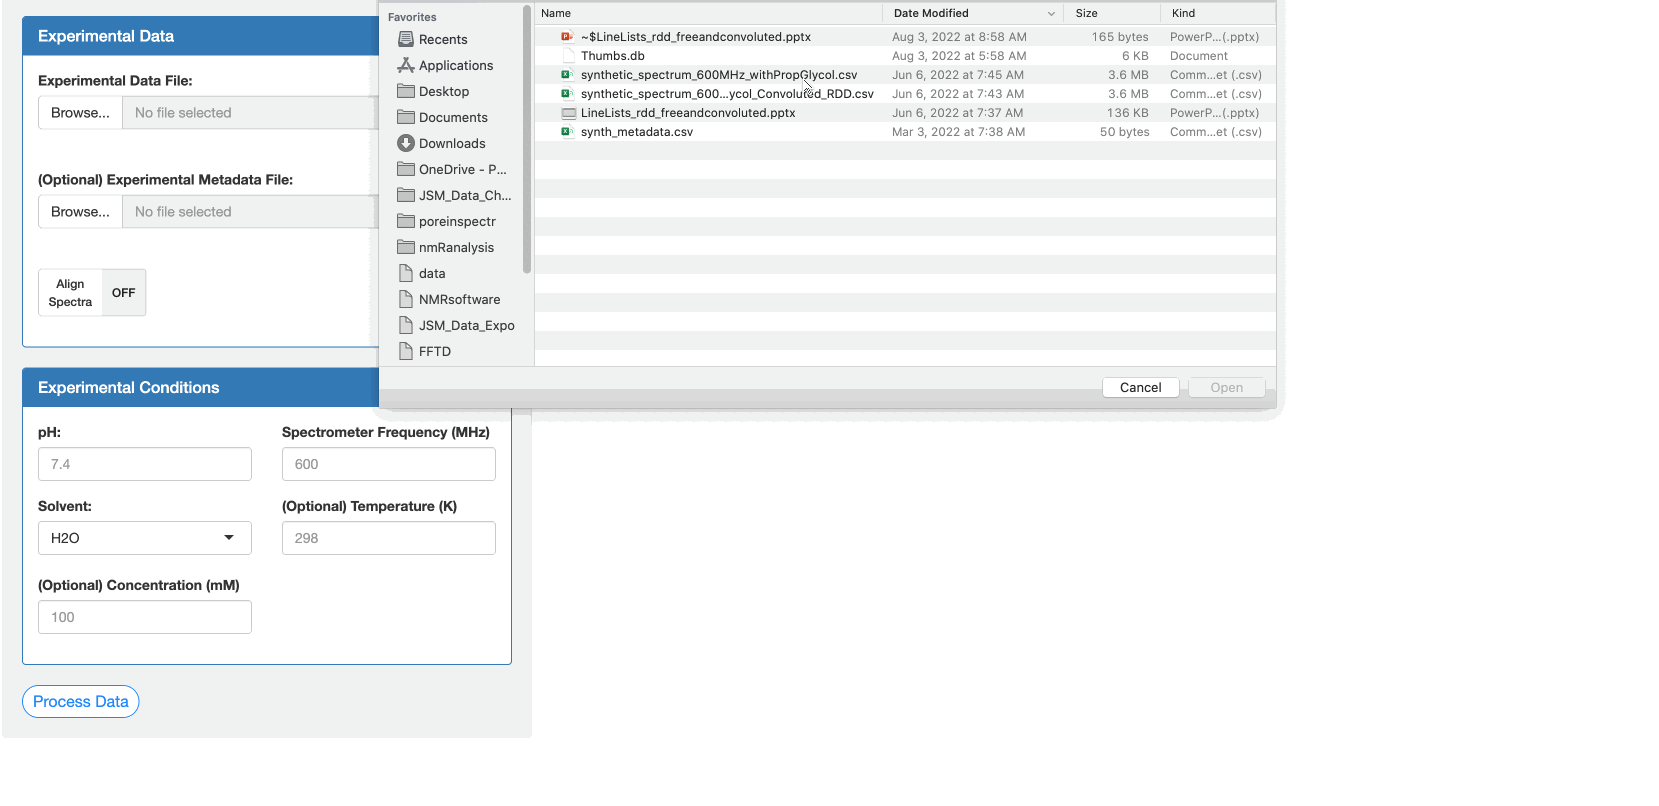 Experimental Data
Experimental Data File:
Browse...
No file selected
(Optional) Experimental Metadata File:
Browse...
No file selected
Align
Spectra
OFF
Experimental Conditions
pH:
7.4
Spectrometer Frequency (MHz)
600
Solvent:
H2O
(Optional) Temperature (K)
298
(Optional) Concentration (mM)
100
Process Data
Favorites
Recents
Applications
Desktop
Documents
Downloads
OneDrive - P...
JSM_Data_Ch...
poreinspectr
nmRanalysis
data
NMRsoftware
JSM_Data_Expo
FFTD
Name Date Modified Size Kind
~$LineLists_rdd_freeandconvoluted.pptx Aug 3, 2022 at 8:58 AM 165 bytes PowerP...(.pptx)
Thumbs.db Aug 3, 2022 at 5:58 AM 6 KB Document
synthetic_spectrum_600MHz_withPropGlycol.csv Jun 6, 2022 at 7:45 AM 3.6 MB Comm...et (.csv)
synthetic_spectrum_600...ycol_Convoluted_RDD.csv Jun 6, 2022 at 7:43 AM 3.6 MB Comm...et (.csv)
LineLists_rdd_freeandconvoluted.pptx Jun 6, 2022 at 7:37 AM 136 KB PowerP...(.pptx)
synth_metadata.csv Mar 3, 2022 at 7:38 AM 50 bytes Comm...et (.csv)
Cancel
Open